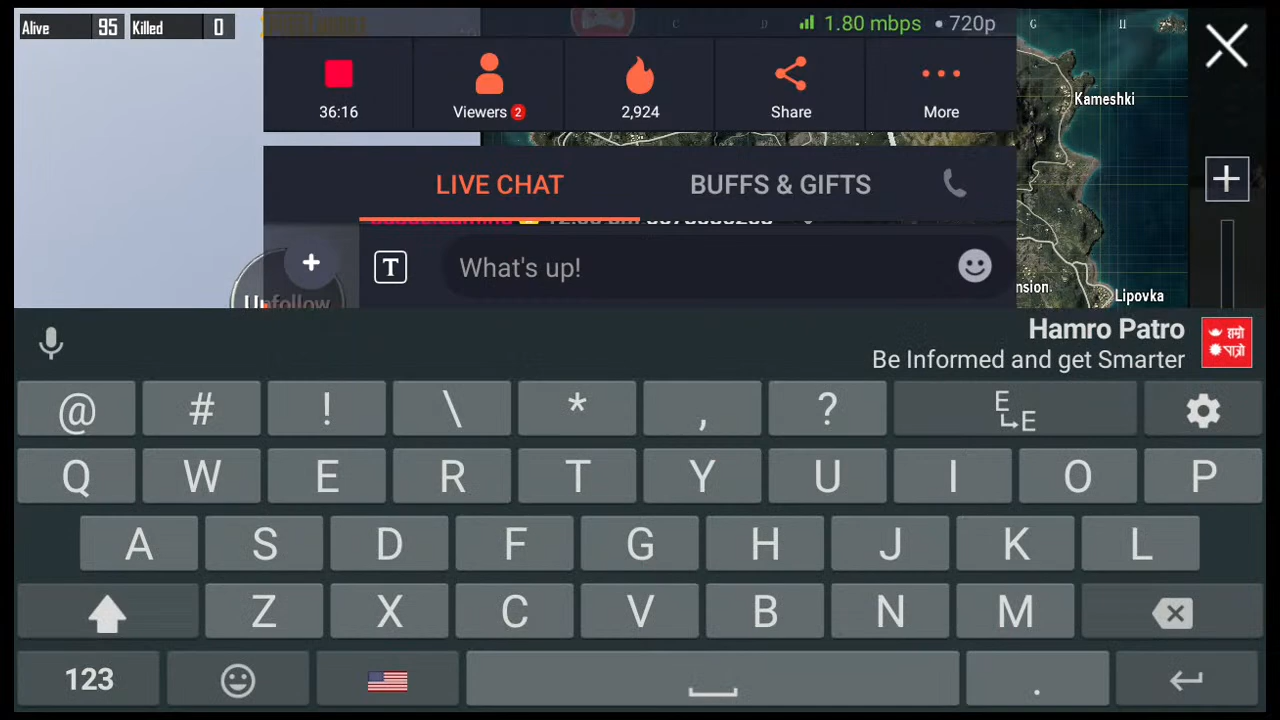 Alive 95 Killed 0
1.80 mbps • 720p
G H
36:16 Viewers 2 2,924 Share More
Kameshki
LIVE CHAT BUFFS & GIFTS
T What's up!
Unfollow
Lipovka
Hamro Patro
हाम्रो पात्रो
Be Informed and get Smarter
@ # ! \ * , ? E E
Q W E R T Y U I O P
A S D F G H J K L
Z X C V B N M
123 .